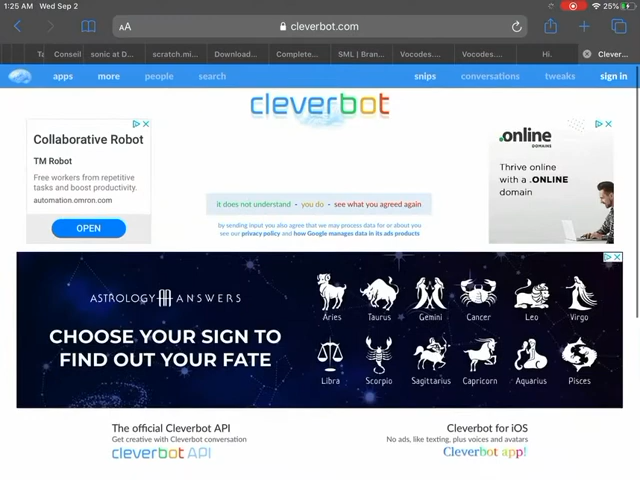 1:25 AM Wed Sep 2
25%
AA
cleverbot.com
Ta
Conseil
sonic at D...
scratch.mi...
Download...
Complete...
SML | Bran...
Vocodes....
Vocodes....
Hi.
Clever...
apps more people search snips conversations tweaks sign in
cleverbot
Collaborative Robot
TM Robot
Free workers from repetitive
tasks and boost productivity.
automation.omron.com
OPEN
.online
DOMAINS
Thrive online
with a .ONLINE
domain
it does not understand - you do - see what you agreed again
by sending input you also agree that we may process data for or about you
see our privacy policy and how Google manages data in its ads products
ASTROLOGY ANSWERS
CHOOSE YOUR SIGN TO
FIND OUT YOUR FATE
Aries Taurus Gemini Cancer Leo Virgo
Libra Scorpio Sagittarius Capricorn Aquarius Pisces
The official Cleverbot API
Get creative with Cleverbot conversation
cleverbot API
Cleverbot for iOS
No ads, like texting, plus voices and avatars
Cleverbot app!